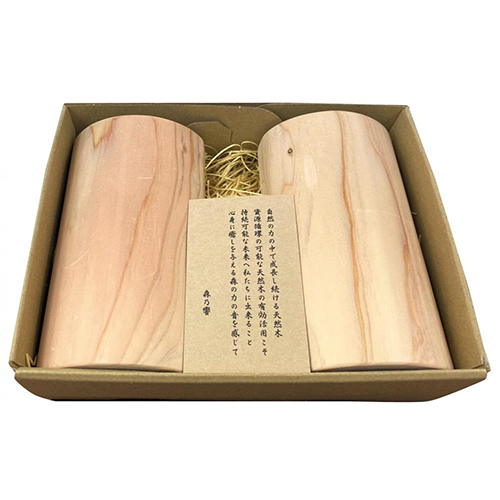 自然の力の中で成長し続ける天然木
資源循環の可能な天然木の有効活用こそ
持続可能な未来へ私たちに出来ること
心身に癒しを与える森の力の音を感じて
森乃響